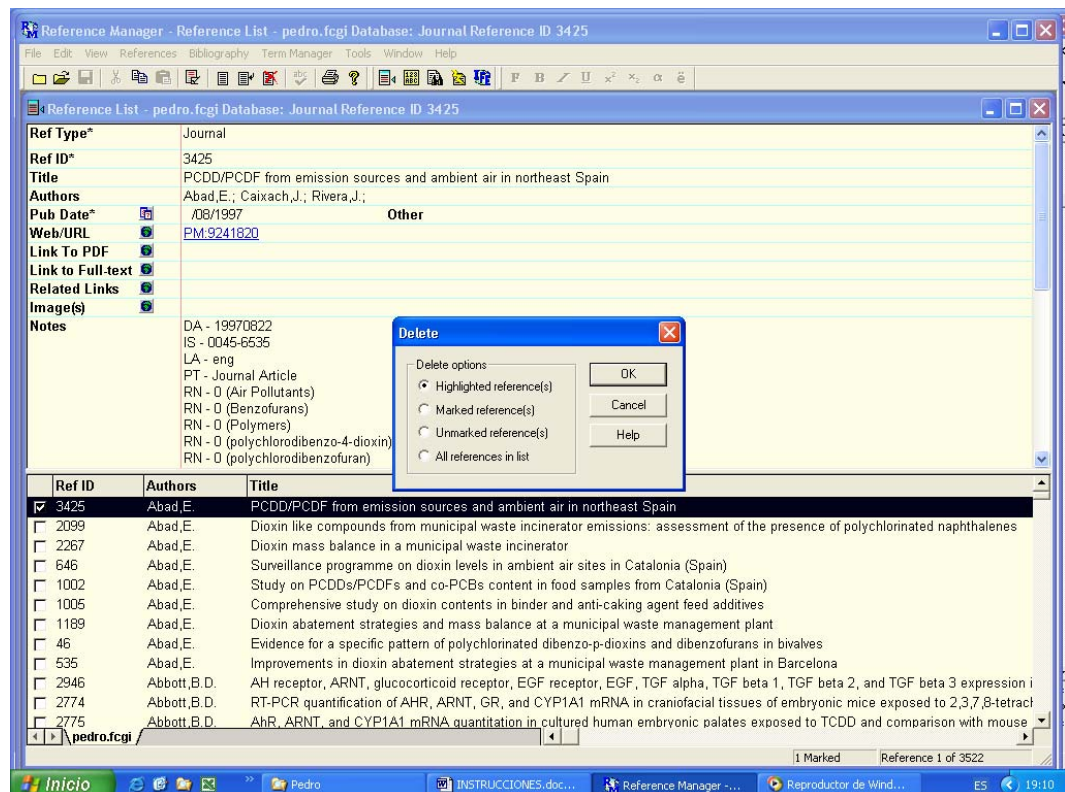 Reference Manager - Reference List - pedro.fcgi Database: Journal Reference ID 3425
File Edit View References Bibliography Term Manager Tools Window Help
F B I U x² x₂ α ë
Reference List - pedro.fcgi Database: Journal Reference ID 3425
Ref Type* Journal
Ref ID* 3425
Title PCDD/PCDF from emission sources and ambient air in northeast Spain
Authors Abad,E.; Caixach,J.; Rivera,J.;
Pub Date* /08/1997 Other
Web/URL PM:9241820
Link To PDF
Link to Full-text
Related Links
Image(s)
Notes DA - 19970822
IS - 0045-6535
LA - eng
PT - Journal Article
RN - 0 (Air Pollutants)
RN - 0 (Benzofurans)
RN - 0 (Polymers)
RN - 0 (polychlorodibenzo-4-dioxin)
RN - 0 (polychlorodibenzofuran)
Delete
Delete options
Highlighted reference(s)
Marked reference(s)
Unmarked reference(s)
All references in list
OK
Cancel
Help
Ref ID Authors Title
3425 Abad,E. PCDD/PCDF from emission sources and ambient air in northeast Spain
2099 Abad,E. Dioxin like compounds from municipal waste incinerator emissions: assessment of the presence of polychlorinated naphthalenes
2267 Abad,E. Dioxin mass balance in a municipal waste incinerator
646 Abad,E. Surveillance programme on dioxin levels in ambient air sites in Catalonia (Spain)
1002 Abad,E. Study on PCDDs/PCDFs and co-PCBs content in food samples from Catalonia (Spain)
1005 Abad,E. Comprehensive study on dioxin contents in binder and anti-caking agent feed additives
1189 Abad,E. Dioxin abatement strategies and mass balance at a municipal waste management plant
46 Abad,E. Evidence for a specific pattern of polychlorinated dibenzo-p-dioxins and dibenzofurans in bivalves
535 Abad,E. Improvements in dioxin abatement strategies at a municipal waste management plant in Barcelona
2946 Abbott,B.D. AH receptor, ARNT, glucocorticoid receptor, EGF receptor, EGF, TGF alpha, TGF beta 1, TGF beta 2, and TGF beta 3 expression i
2774 Abbott,B.D. RT-PCR quantification of AHR, ARNT, GR, and CYP1A1 mRNA in craniofacial tissues of embryonic mice exposed to 2,3,7,8-tetracl
2775 Abbott,B.D. AhR, ARNT, and CYP1A1 mRNA quantitation in cultured human embryonic palates exposed to TCDD and comparison with mouse
pedro.fcgi
1 Marked Reference 1 of 3522
Inicio Pedro INSTRUCCIONES.doc... Reference Manager -... Reproductor de Wind... ES 19:10